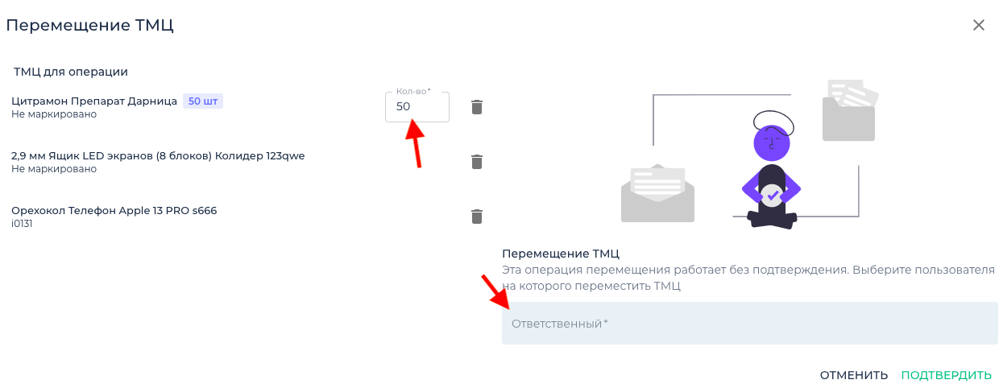 Перемещение ТМЦ
ТМЦ для операции
Цитрамон Препарат Дарница 50 шт
Не маркировано
Кол-во*
50
2,9 мм Ящик LED экранов (8 блоков) Колидер 123qwe
Не маркировано
Орехокол Телефон Apple 13 PRO s666
i0131
Перемещение ТМЦ
Эта операция перемещения работает без подтверждения. Выберите пользователя
на которого переместить ТМЦ
Ответственный*
ОТМЕНИТЬ ПОДТВЕРДИТЬ